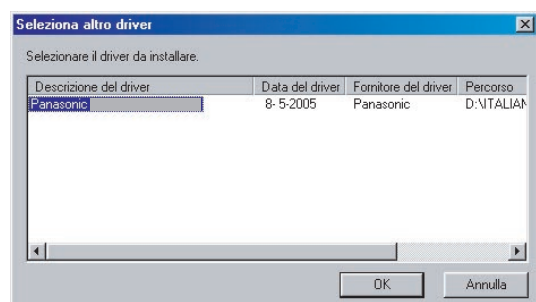 Seleziona altro driver
Selezionare il driver da installare.
Descrizione del driver Data del driver Fornitore del driver Percorso
Panasonic 8- 5-2005 Panasonic D:\ITALIAN
OK Annulla